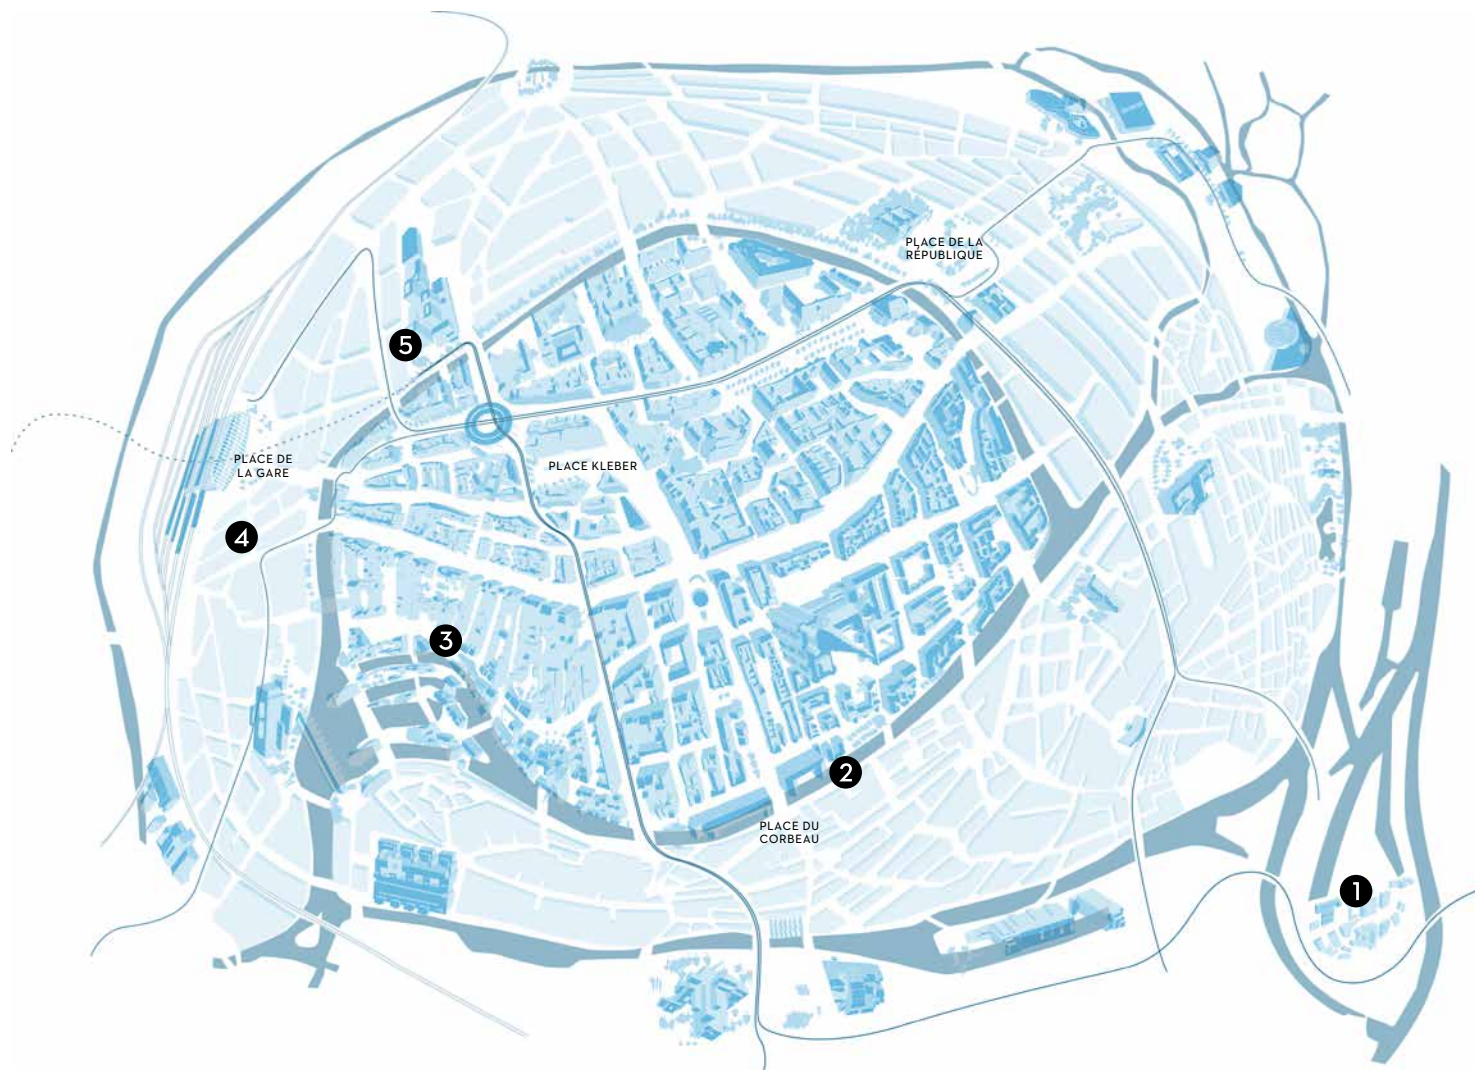 PLACE DE LA
RÉPUBLIQUE
5
PLACE DE
LA GARE
PLACE KLEBER
4
3
2
PLACE DU
CORBEAU
1